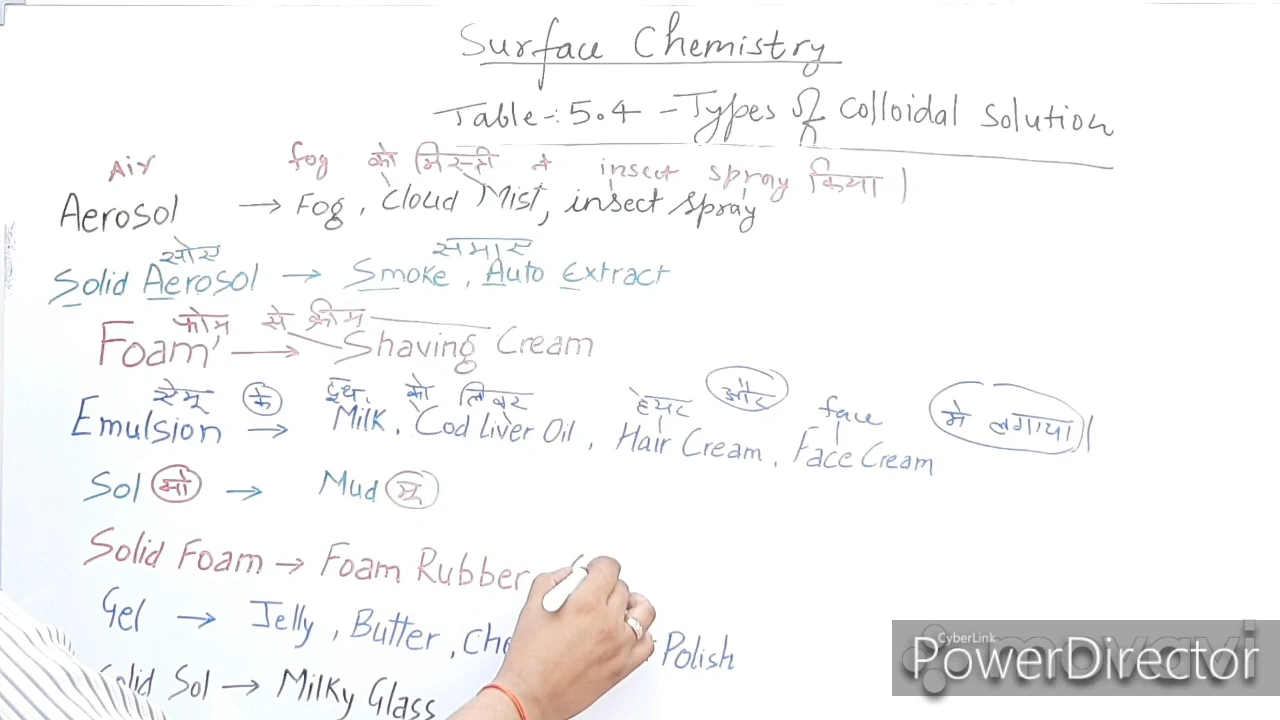 Surface Chemistry
Table-: 5.4 - Types of Colloidal Solution
Air fog को मिस्त्री ने insect spray किया |
Aerosol → Fog, Cloud Mist, insect spray
समास
Solid Aerosol → Smoke, Auto Extract
फोम से क्रीम
Foam → Shaving Cream
के दूध को लिवर हेयर और face मे लगाया |
Emulsion → Milk, Cod Liver Oil, Hair Cream, Face Cream
Sol → Mud
Solid Foam → Foam Rubber
Gel → Jelly, Butter, Polish
Solid Sol → Milky Glass
CyberLink
PowerDirector